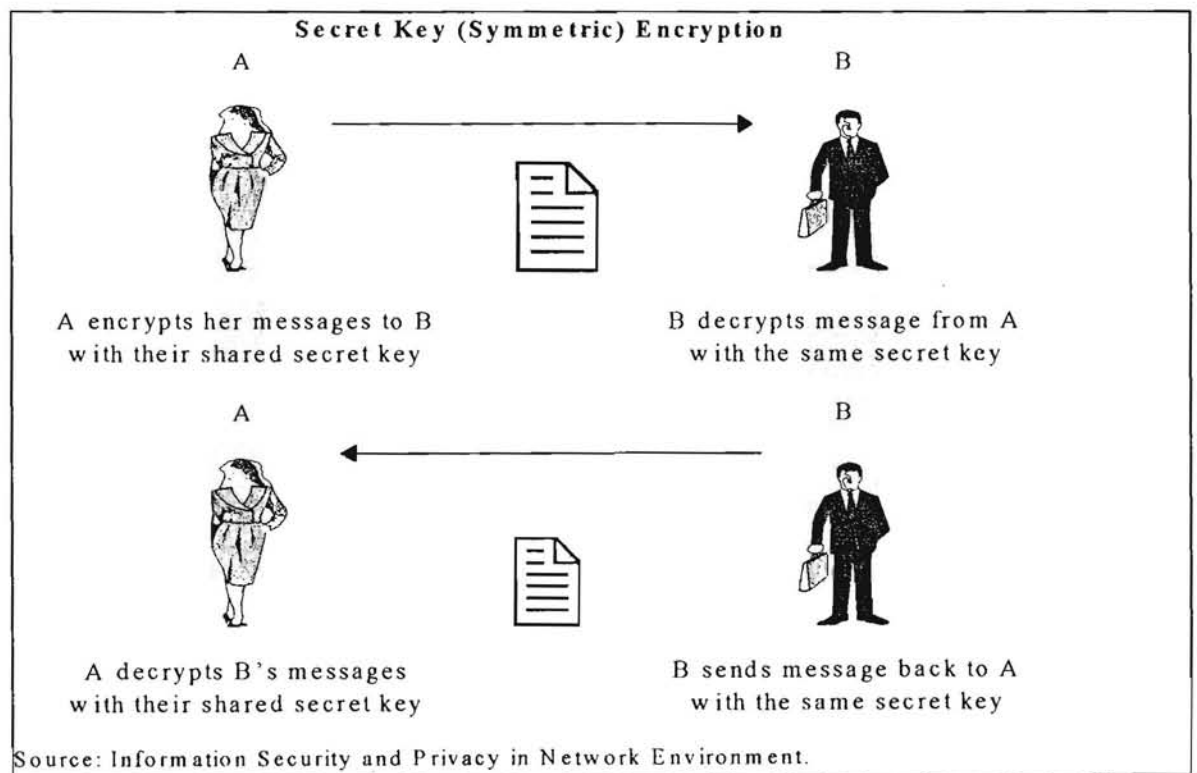 Secret Key (Symmetric) Encryption
A
B
A encrypts her messages to B
with their shared secret key
B decrypts message from A
with the same secret key
A
B
A decrypts B's messages
with their shared secret key
B sends message back to A
with the same secret key
Source: Information Security and Privacy in Network Environment.